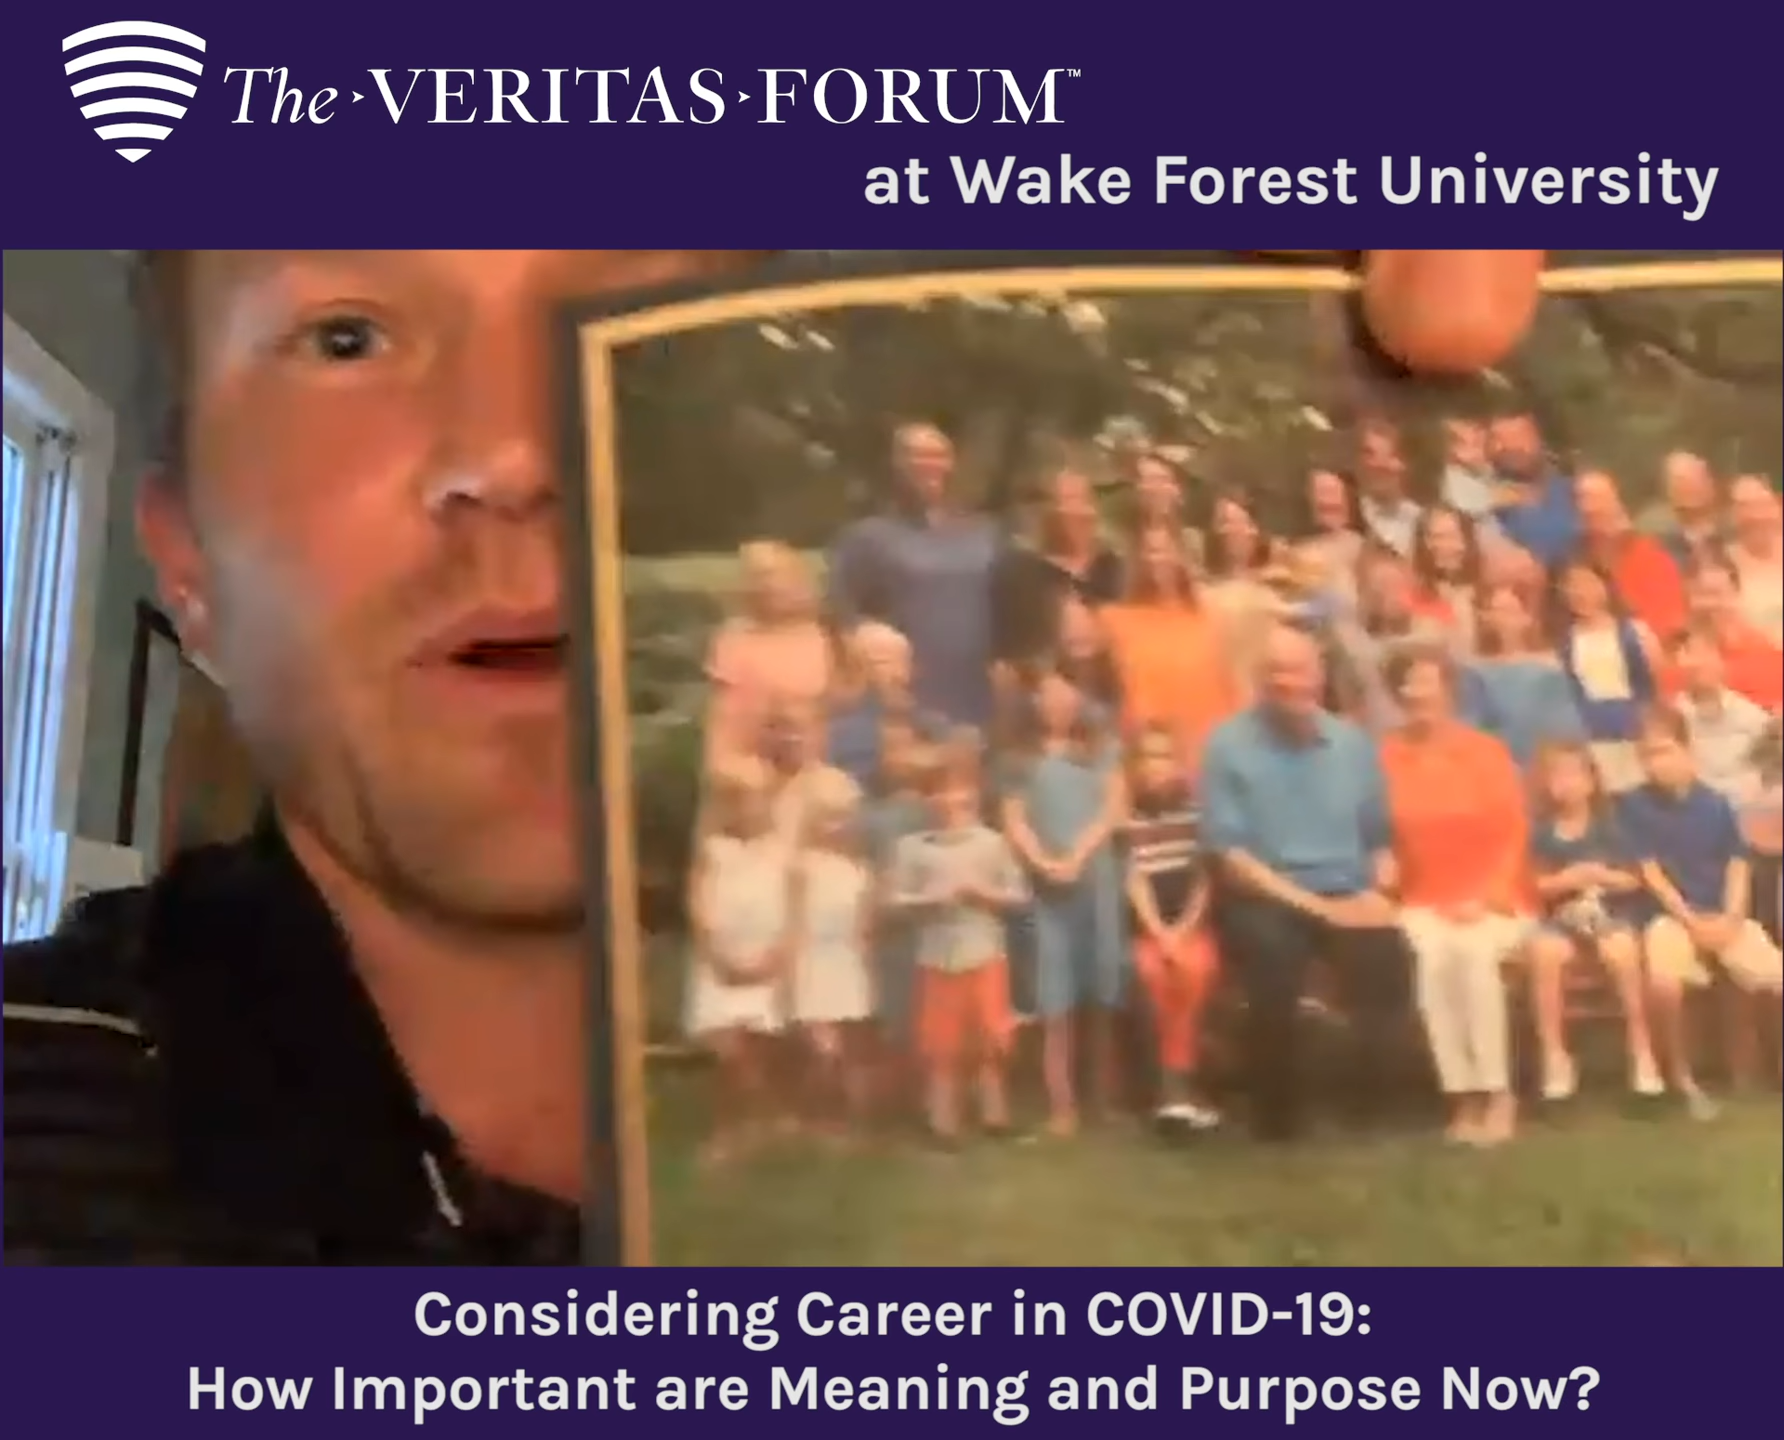 The VERITAS FORUM™
at Wake Forest University
Considering Career in COVID-19:
How Important are Meaning and Purpose Now?